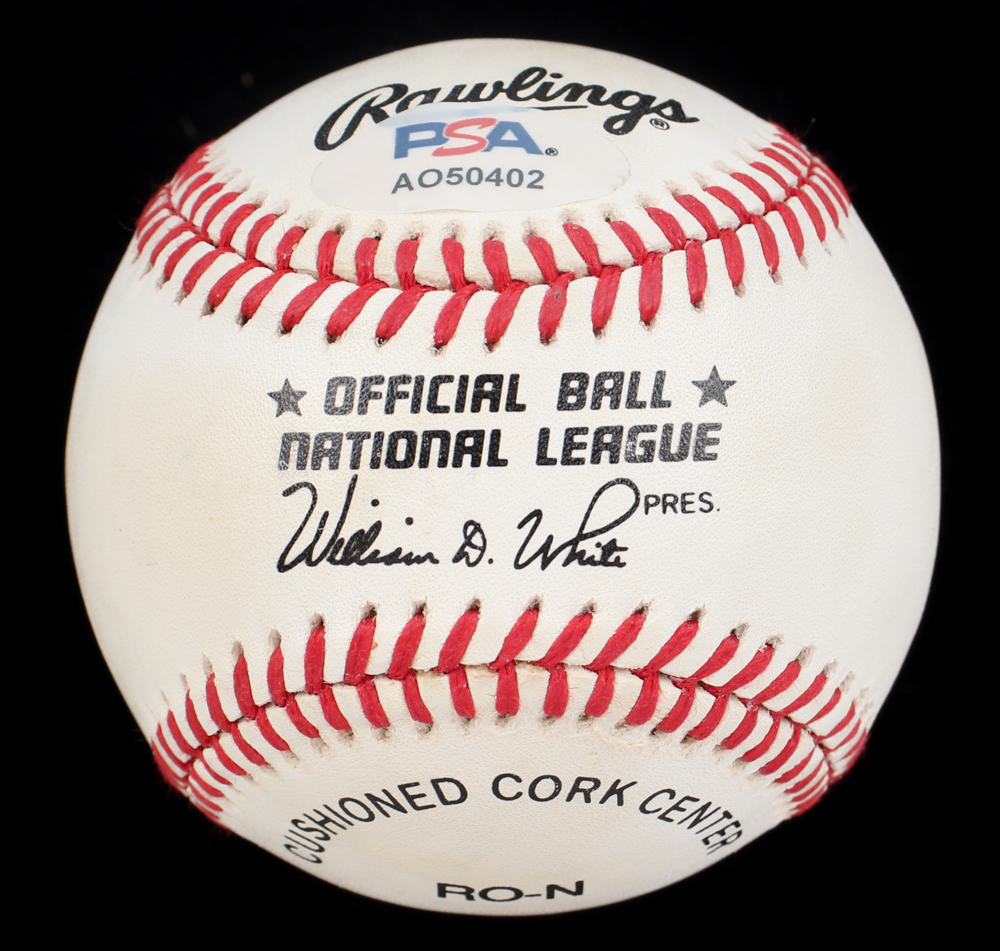 Rawlings®
PSA®
AO50402
★ OFFICIAL BALL ★
NATIONAL LEAGUE
William D. White PRES.
CUSHIONED CORK CENTER
RO-N